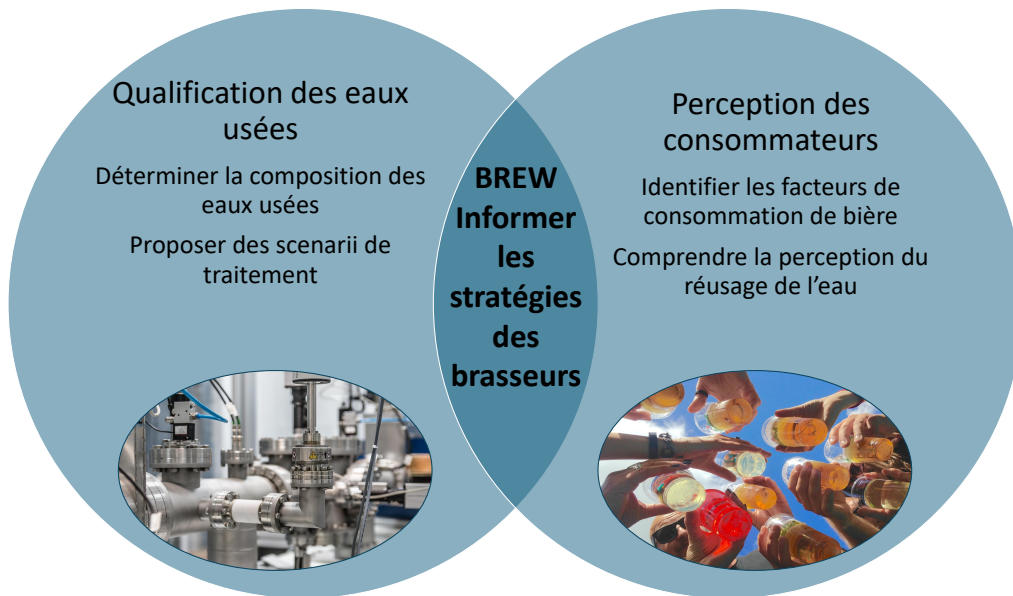 Qualification des eaux
usées
Déterminer la composition des
eaux usées
Proposer des scenarii de
traitement
BREW
Informer
les
stratégies
des
brasseurs
Perception des
consommateurs
Identifier les facteurs de
consommation de bière
Comprendre la perception du
réusage de l'eau